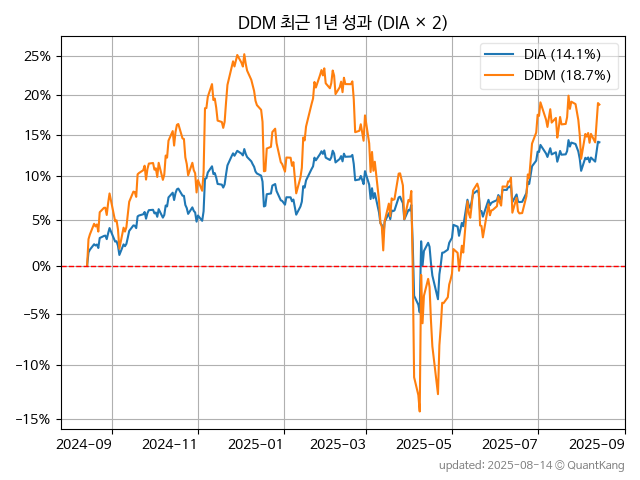 DDM 최근 1년 성과 (DIA × 2)
DIA (14.1%)
DDM (18.7%)
25%
20%
15%
10%
5%
0%
−5%
−10%
−15%
2024−09 2024−11 2025−01 2025−03 2025−05 2025−07 2025−09
updated: 2025-08-14 © QuantKang